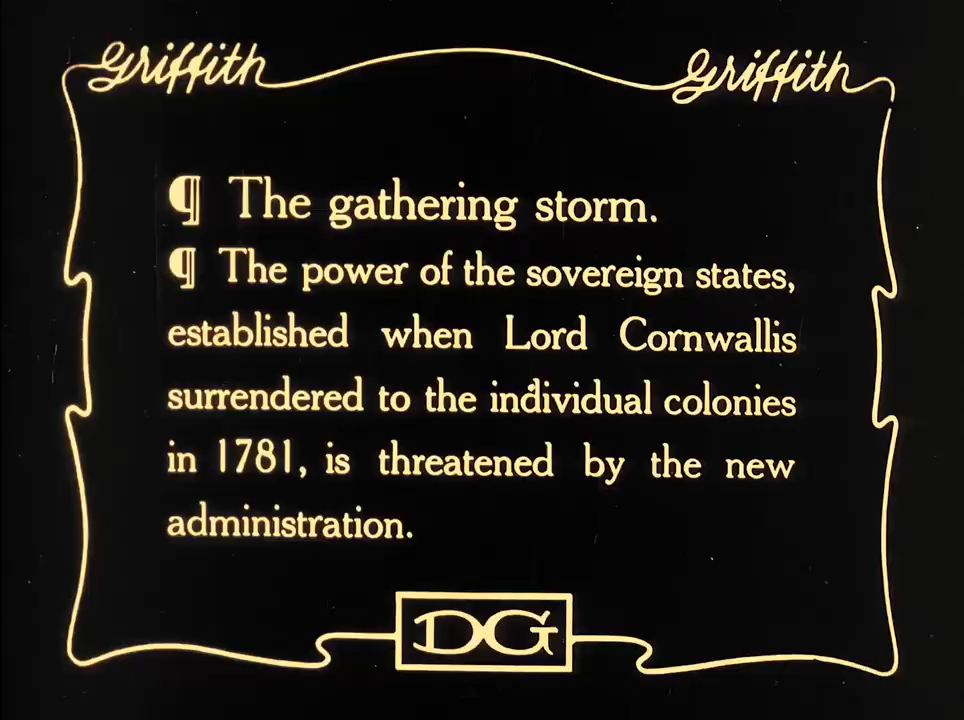 Griffith Griffith
¶ The gathering storm.
¶ The power of the sovereign states,
established when Lord Cornwallis
surrendered to the individual colonies
in 1781, is threatened by the new
administration.
DG